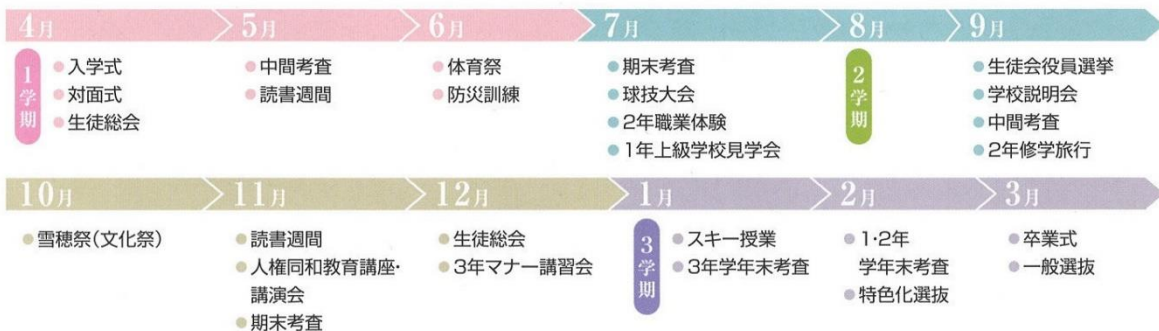 4月
5月
6月
7月
8月
9月
1学期
●入学式
●対面式
●生徒総会
●中間考査
●読書週間
●体育祭
●防災訓練
●期末考査
●球技大会
●2年職業体験
●1年上級学校見学会
2学期
●生徒会役員選挙
●学校説明会
●中間考査
●2年修学旅行
10月
11月
12月
1月
2月
3月
●雪穂祭(文化祭)
●読書週間
●人権同和教育講座・
講演会
●期末考査
●生徒総会
●3年マナー講習会
3学期
●スキー授業
●3年学年末考査
●1・2年
学年末考査
●特色化選抜
●卒業式
●一般選抜